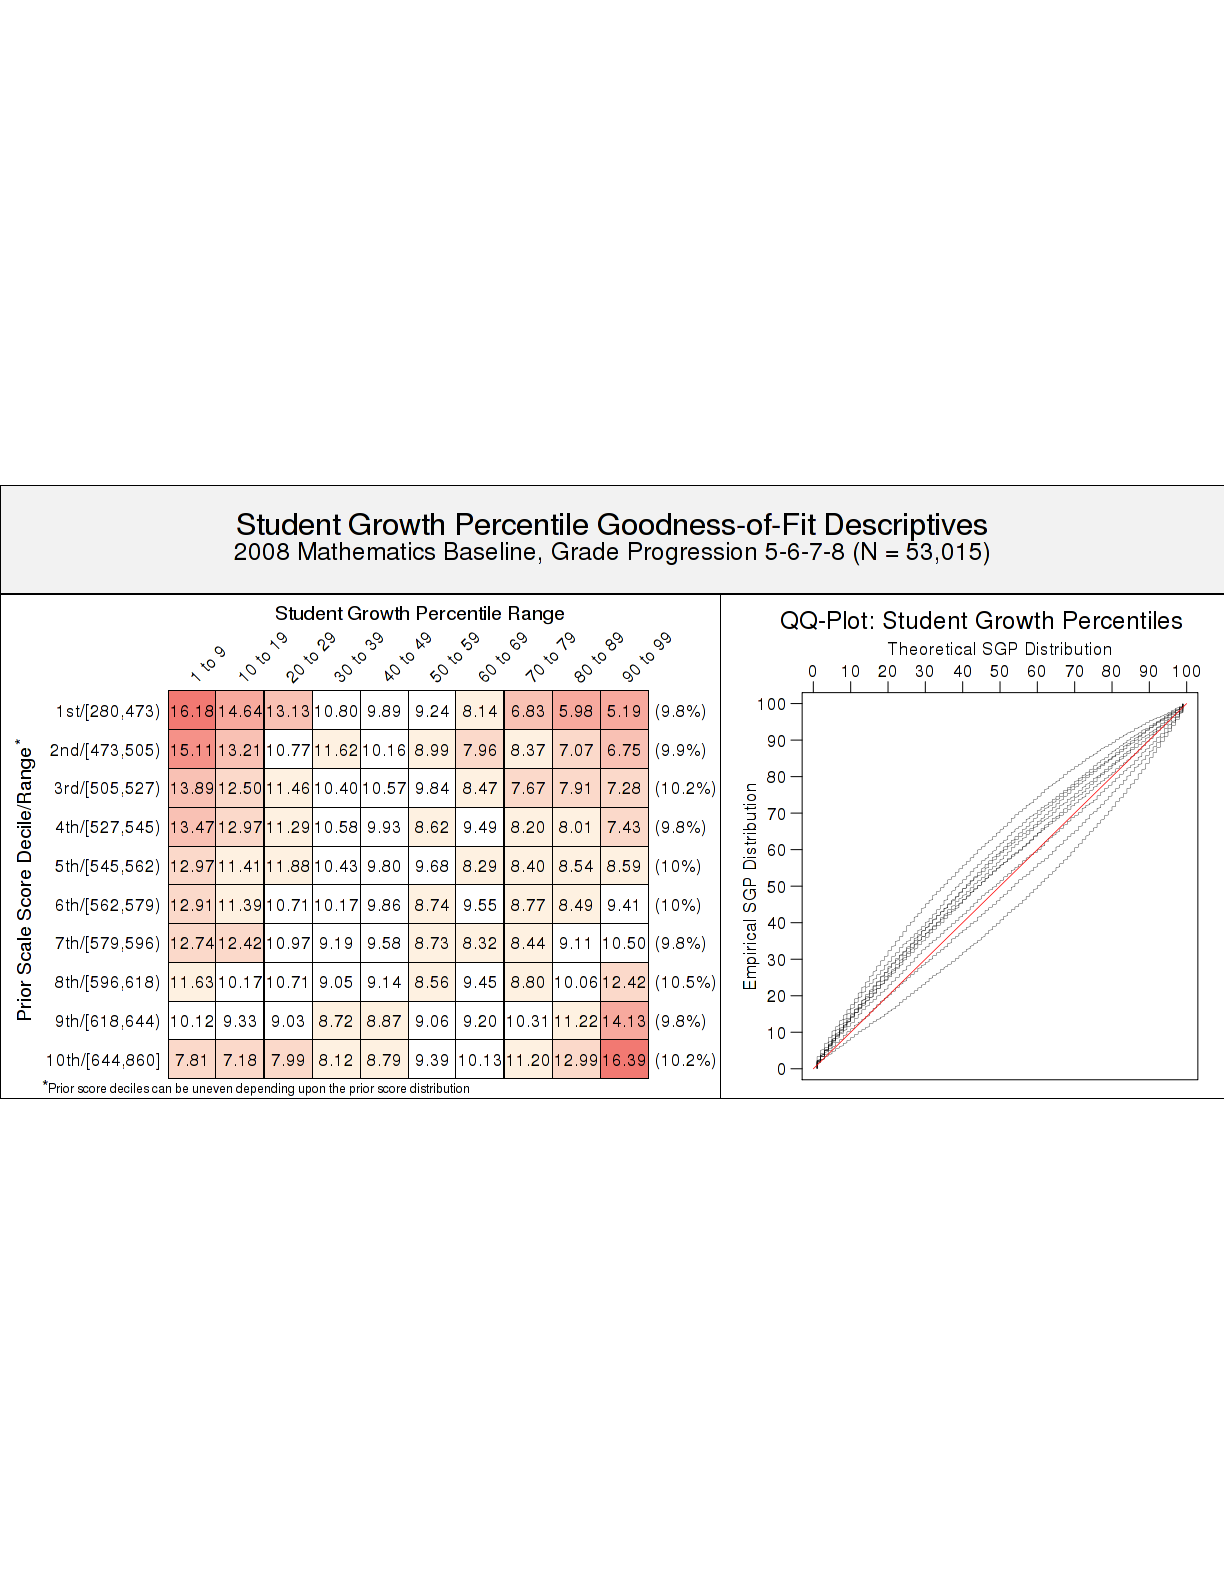 Student Growth Percentile Goodness-of-Fit Descriptives
2008 Mathematics Baseline, Grade Progression 5-6-7-8 (N = 53,015)
Student Growth Percentile Range
1 to 9 10 to 19 20 to 29 30 to 39 40 to 49 50 to 59 60 to 69 70 to 79 80 to 89 90 to 99
Prior Scale Score Decile/Range*
1st/[280,473) 16.18 14.64 13.13 10.80 9.89 9.24 8.14 6.83 5.98 5.19 (9.8%)
2nd/[473,505) 15.11 13.21 10.77 11.62 10.16 8.99 7.96 8.37 7.07 6.75 (9.9%)
3rd/[505,527) 13.89 12.50 11.46 10.40 10.57 9.84 8.47 7.67 7.91 7.28 (10.2%)
4th/[527,545) 13.47 12.97 11.29 10.58 9.93 8.62 9.49 8.20 8.01 7.43 (9.8%)
5th/[545,562) 12.97 11.41 11.88 10.43 9.80 9.68 8.29 8.40 8.54 8.59 (10%)
6th/[562,579) 12.91 11.39 10.71 10.17 9.86 8.74 9.55 8.77 8.49 9.41 (10%)
7th/[579,596) 12.74 12.42 10.97 9.19 9.58 8.73 8.32 8.44 9.11 10.50 (9.8%)
8th/[596,618) 11.63 10.17 10.71 9.05 9.14 8.56 9.45 8.80 10.06 12.42 (10.5%)
9th/[618,644) 10.12 9.33 9.03 8.72 8.87 9.06 9.20 10.31 11.22 14.13 (9.8%)
10th/[644,860] 7.81 7.18 7.99 8.12 8.79 9.39 10.13 11.20 12.99 16.39 (10.2%)
*Prior score deciles can be uneven depending upon the prior score distribution
QQ-Plot: Student Growth Percentiles
Theoretical SGP Distribution
0 10 20 30 40 50 60 70 80 90 100
Empirical SGP Distribution
100
90
80
70
60
50
40
30
20
10
0